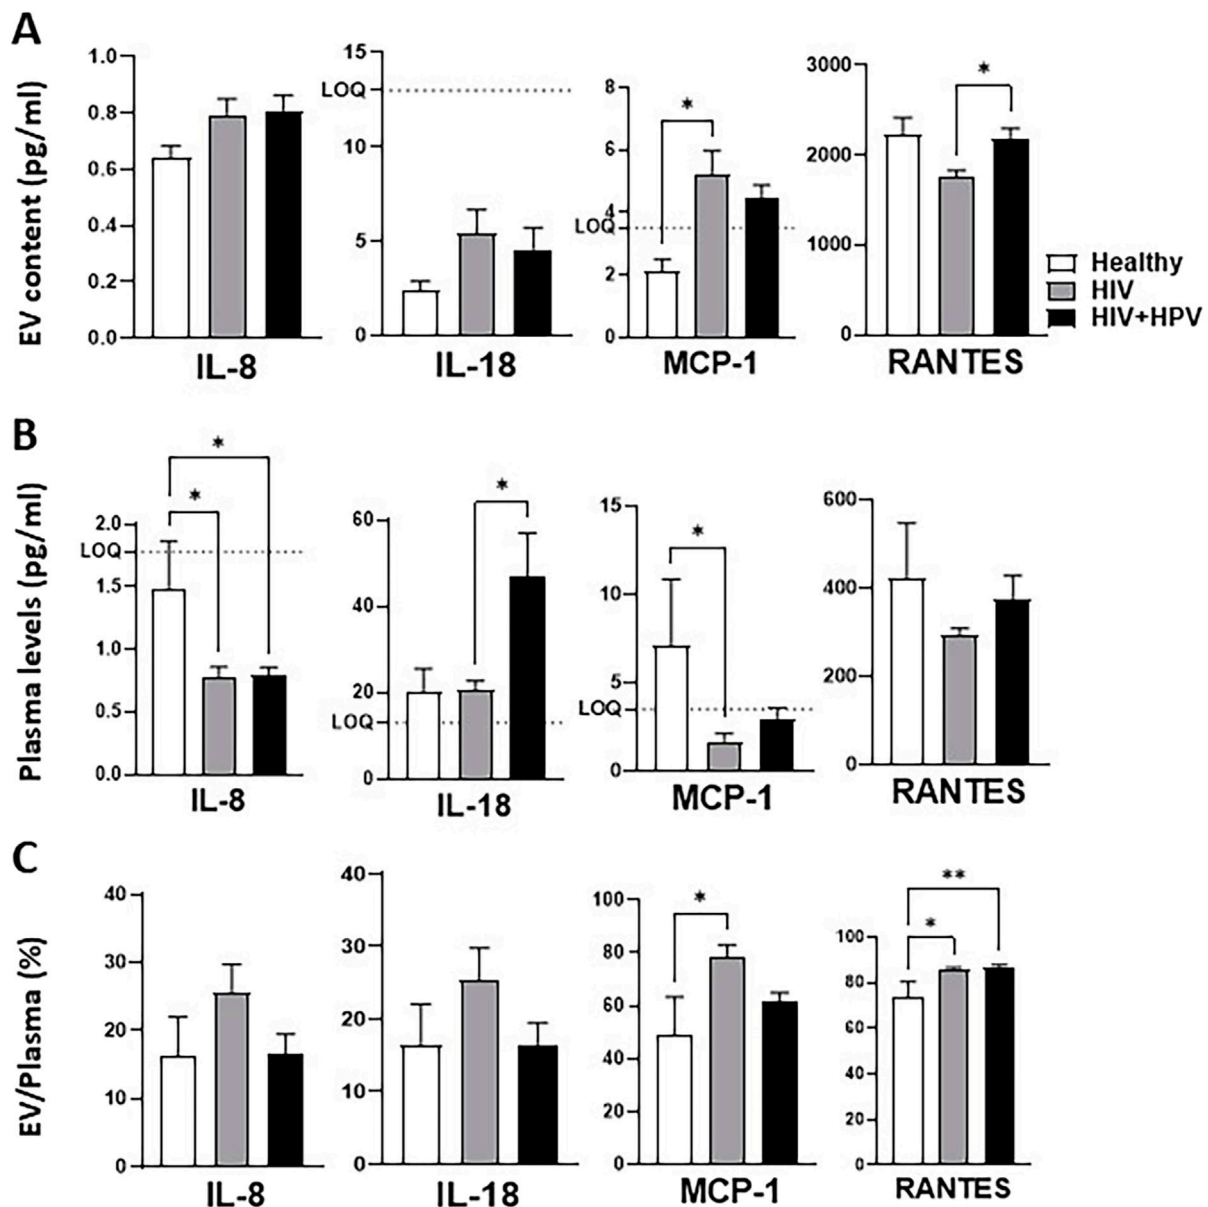 A
EV content (pg/ml)
1.0
0.8
0.6
0.4
0.2
0.0
IL-8
15
LOQ
10
5
0
IL-18
*
8
6
4
LOQ
2
0
MCP-1
*
3000
2000
1000
0
RANTES
Healthy
HIV
HIV+HPV
B
Plasma levels (pg/ml)
*
*
2.0
LOQ
1.5
1.0
0.5
0.0
IL-8
*
60
40
20
LOQ
0
IL-18
*
15
10
5
LOQ
0
MCP-1
600
400
200
0
RANTES
C
EV/Plasma (%)
40
30
20
10
0
IL-8
40
30
20
10
0
IL-18
*
100
80
60
40
20
0
MCP-1
**
*
100
80
60
40
20
0
RANTES